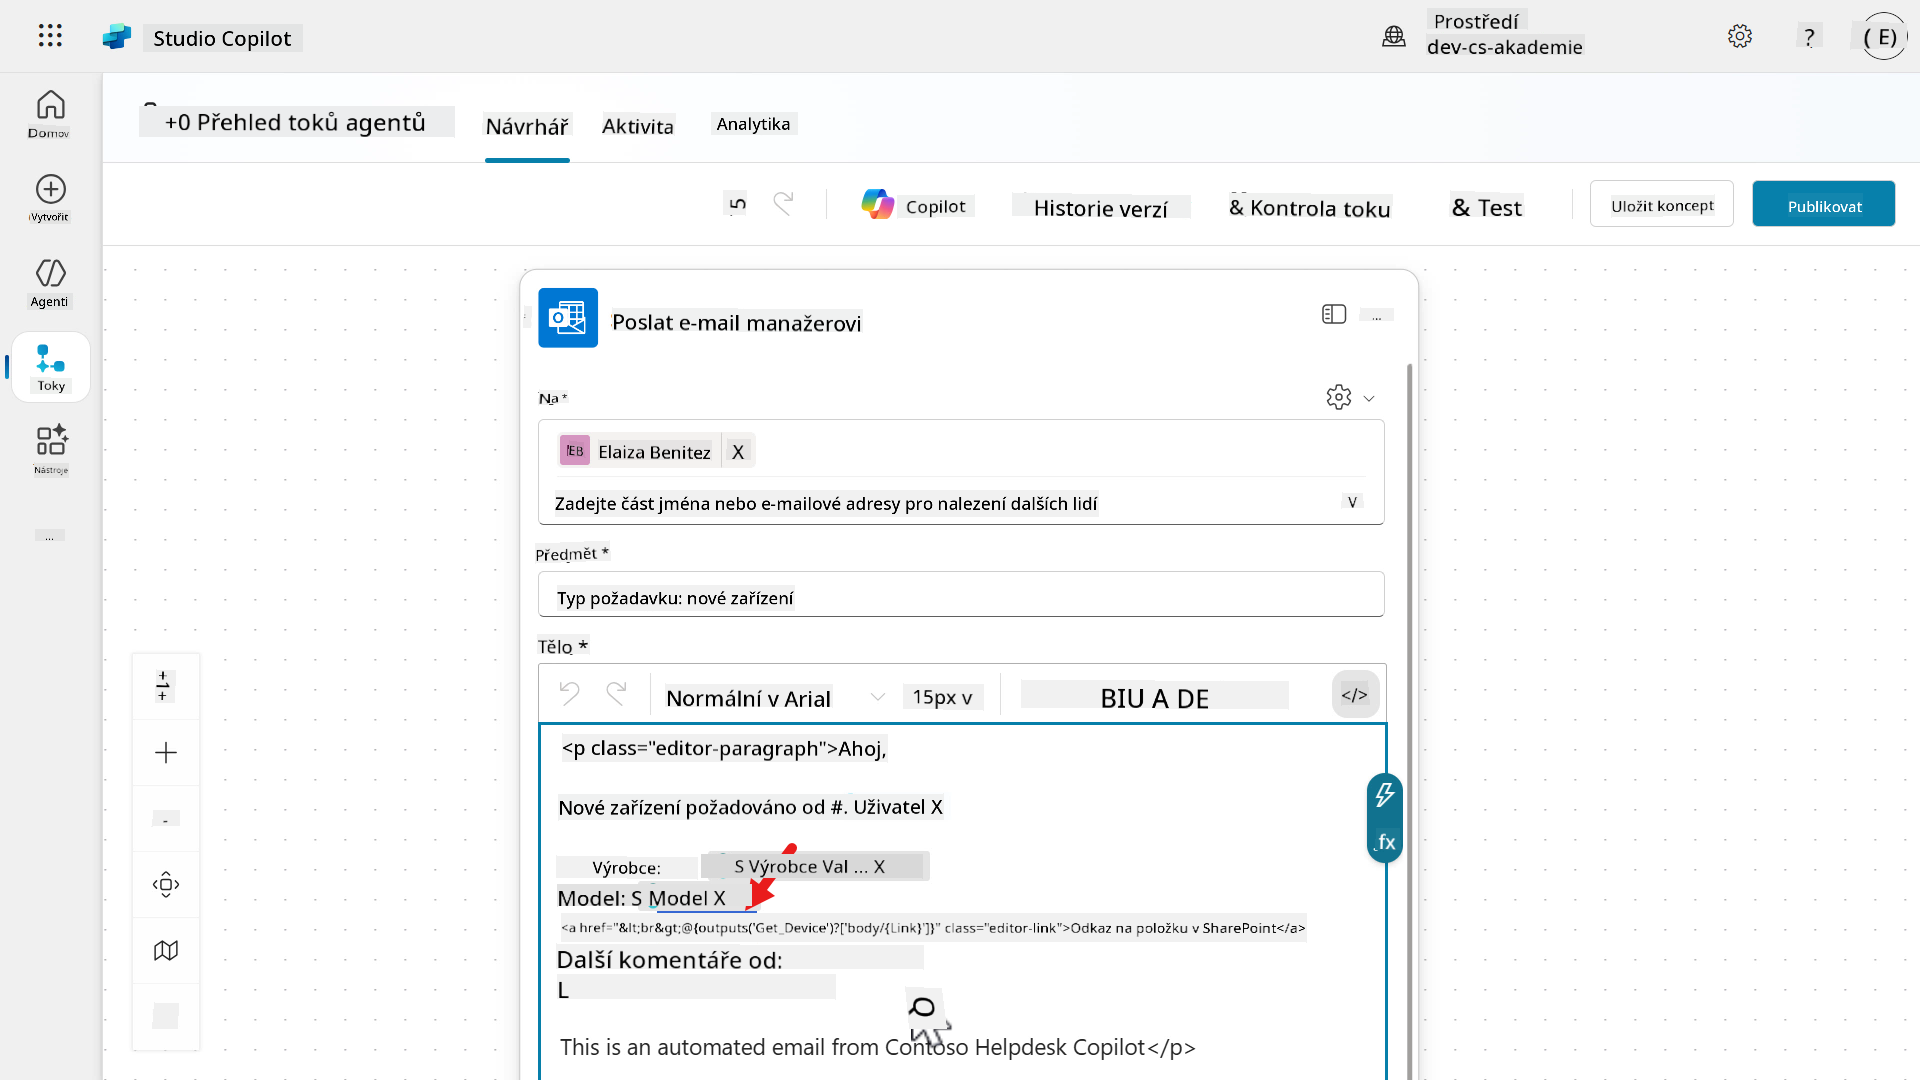 Studio Copilot
Prostředí
dev-cs-akademie
?
( E)
Domov
Vytvořit
Agenti
Toky
Nástroje
...
+0 Přehled toků agentů
Návrhář
Aktivita
Analytika
5
Copilot
Historie verzí
& Kontrola toku
& Test
Uložit koncept
Publikovat
Poslat e-mail manažerovi
...
Na *
EB
Elaiza Benitez
X
Zadejte část jména nebo e-mailové adresy pro nalezení dalších lidí
V
Předmět *
Typ požadavku: nové zařízení
Tělo *
Normální v Arial
15px v
BIU A DE
</>
<p class="editor-paragraph">Ahoj,
Nové zařízení požadováno od #. Uživatel X
Výrobce: S Výrobce Val ... X
Model: S Model X
<a href="&lt;br&gt;@{outputs('Get_Device')?['body/{Link}']}" class="editor-link">Odkaz na položku v SharePoint</a>
Další komentáře od:
L
This is an automated email from Contoso Helpdesk Copilot</p>
fx